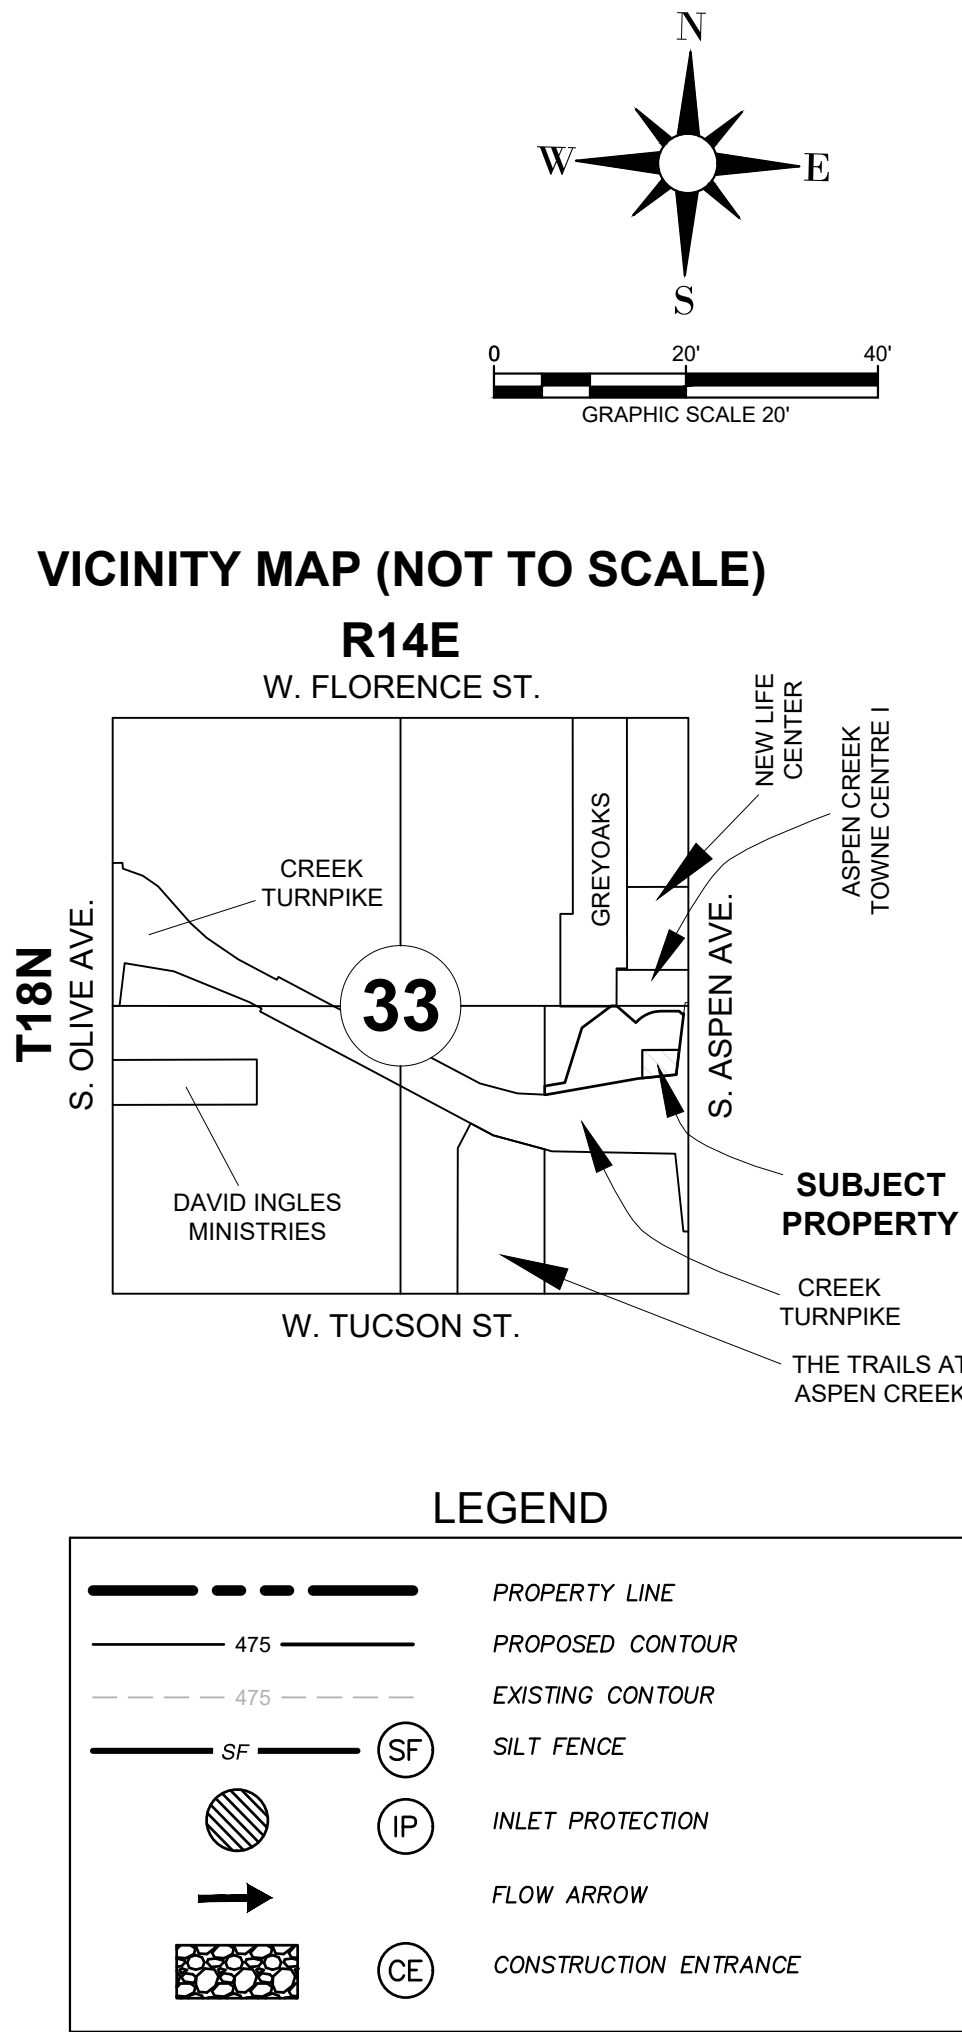 N
W
E
S
0 20' 40'
GRAPHIC SCALE 20'
VICINITY MAP (NOT TO SCALE)
R14E
W. FLORENCE ST.
NEW LIFE
CENTER
ASPEN CREEK
TOWNE CENTRE I
GREYOAKS
CREEK
TURNPIKE
T18N
S. OLIVE AVE.
33
S. ASPEN AVE.
DAVID INGLES
MINISTRIES
SUBJECT
PROPERTY
CREEK
TURNPIKE
W. TUCSON ST.
THE TRAILS AT
ASPEN CREEK
LEGEND
PROPERTY LINE
475 PROPOSED CONTOUR
475 EXISTING CONTOUR
SF SF SILT FENCE
IP INLET PROTECTION
FLOW ARROW
CE CONSTRUCTION ENTRANCE